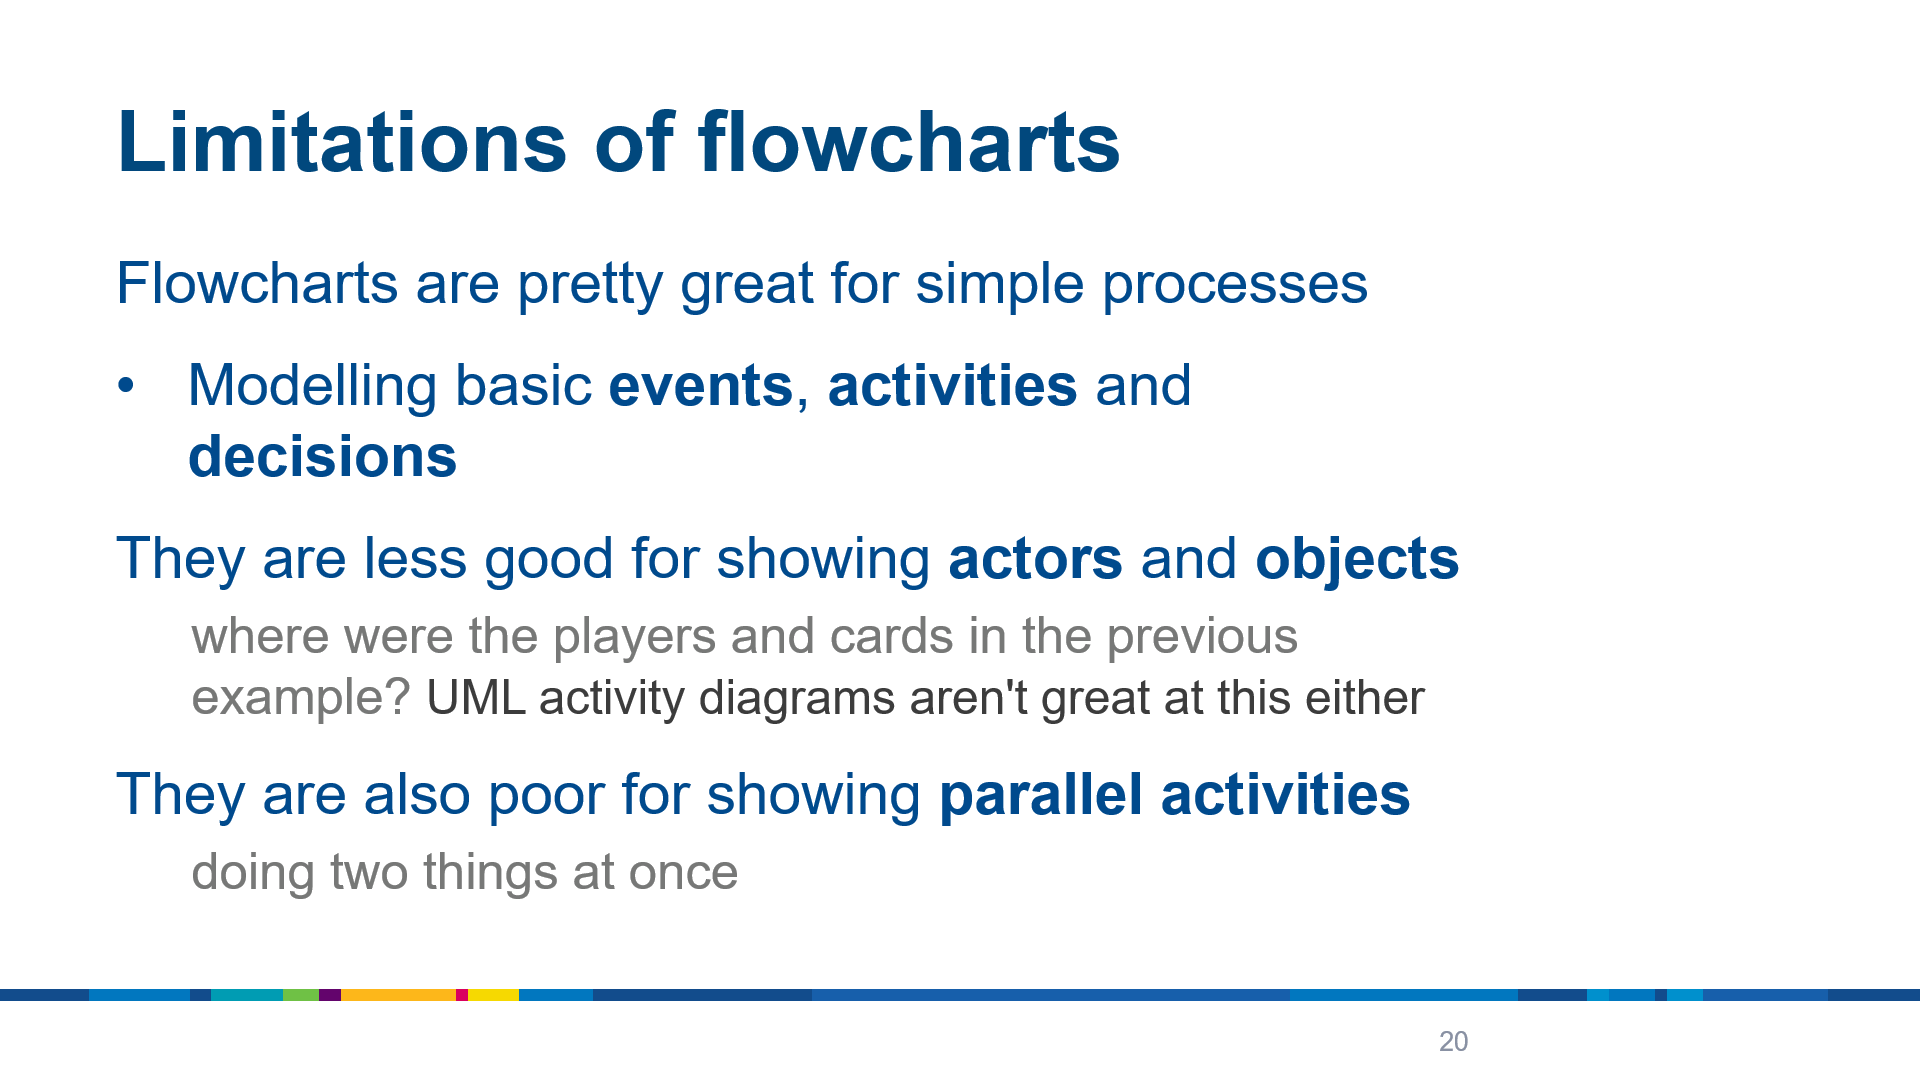 Limitations of flowcharts
Flowcharts are pretty great for simple processes
• Modelling basic events, activities and
decisions
They are less good for showing actors and objects
where were the players and cards in the previous
example? UML activity diagrams aren't great at this either
They are also poor for showing parallel activities
doing two things at once
20